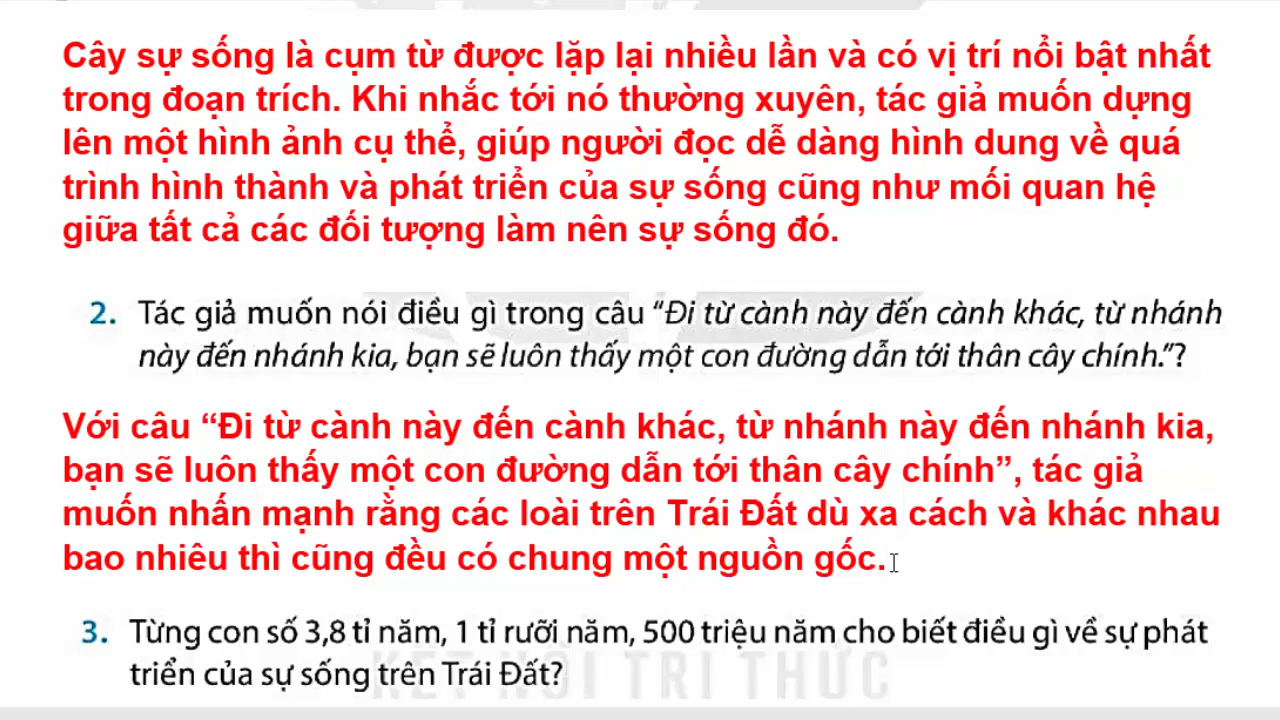 Cây sự sống là cụm từ được lặp lại nhiều lần và có vị trí nổi bật nhất
trong đoạn trích. Khi nhắc tới nó thường xuyên, tác giả muốn dựng
lên một hình ảnh cụ thể, giúp người đọc dễ dàng hình dung về quá
trình hình thành và phát triển của sự sống cũng như mối quan hệ
giữa tất cả các đối tượng làm nên sự sống đó.
2. Tác giả muốn nói điều gì trong câu “Đi từ cành này đến cành khác, từ nhánh
này đến nhánh kia, bạn sẽ luôn thấy một con đường dẫn tới thân cây chính.”?
Với câu “Đi từ cành này đến cành khác, từ nhánh này đến nhánh kia,
bạn sẽ luôn thấy một con đường dẫn tới thân cây chính”, tác giả
muốn nhấn mạnh rằng các loài trên Trái Đất dù xa cách và khác nhau
bao nhiêu thì cũng đều có chung một nguồn gốc.
3. Từng con số 3,8 tỉ năm, 1 tỉ rưỡi năm, 500 triệu năm cho biết điều gì về sự phát
triển của sự sống trên Trái Đất?
KẾT NỐI TRI THỨC